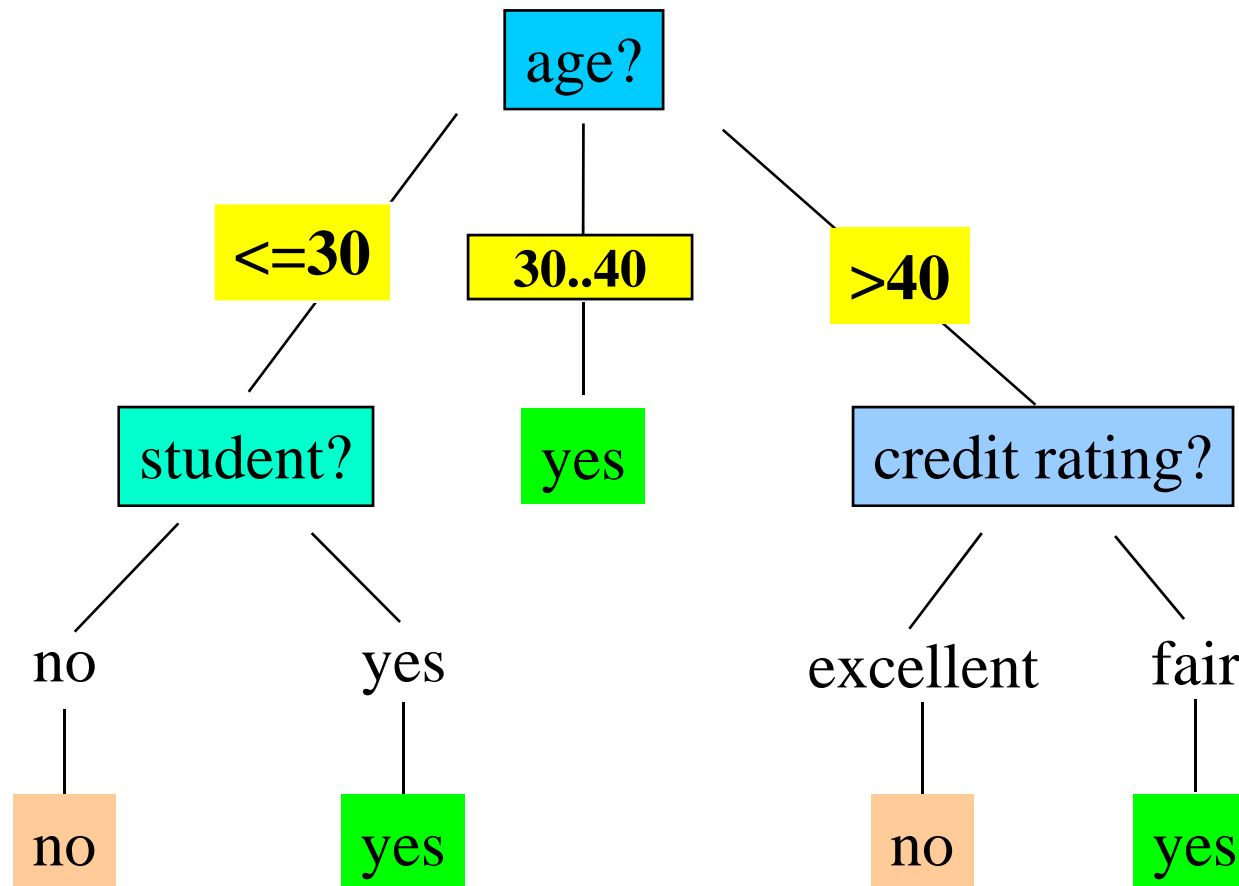 age?
<=30
30..40
>40
student?
yes
credit rating?
no
yes
excellent
fair
no
yes
no
yes